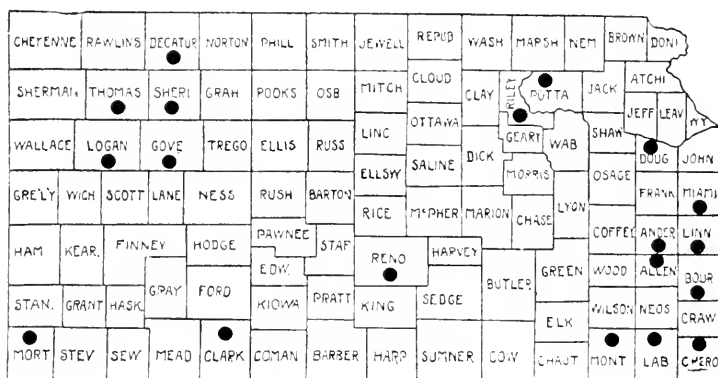 CHEYENNE RAWLINS DECATUR NORTON PHILL SMITH JEWELL REPUB WASH MARSH NEM BROWN DONI
SHERMAN THOMAS SHERI GRAH ROOKS OSB MITCH CLOUD CLAY RILEY POTTA JACK ATCHI
OTTAWA JEFF LEAV WY
WALLACE LOGAN GOVE TREGO ELLIS RUSS LINC SALINE DICK GEARY WAB SHAW DOUG JOHN
GRE'LY WICH SCOTT LANE NESS RUSH BARTON ELLSW MORRIS OSAGE FRANK MIAMI
RICE McPHER MARION CHASE LYON
HAM KEAR. FINNEY HODGE PAWNEE STAF RENO HARVEY COFFEY ANDER LINN
EDW. BUTLER GREEN WOOD ALLEN BOUR
STAN. GRANT HASK. GRAY FORD KIOWA PRATT KING SEDGE ELK WILSON NEOS CRAW
MORT STEV SEW MEAD CLARK COMAN BARBER HARP SUMNER COW CHAUT MONT LAB CHERO